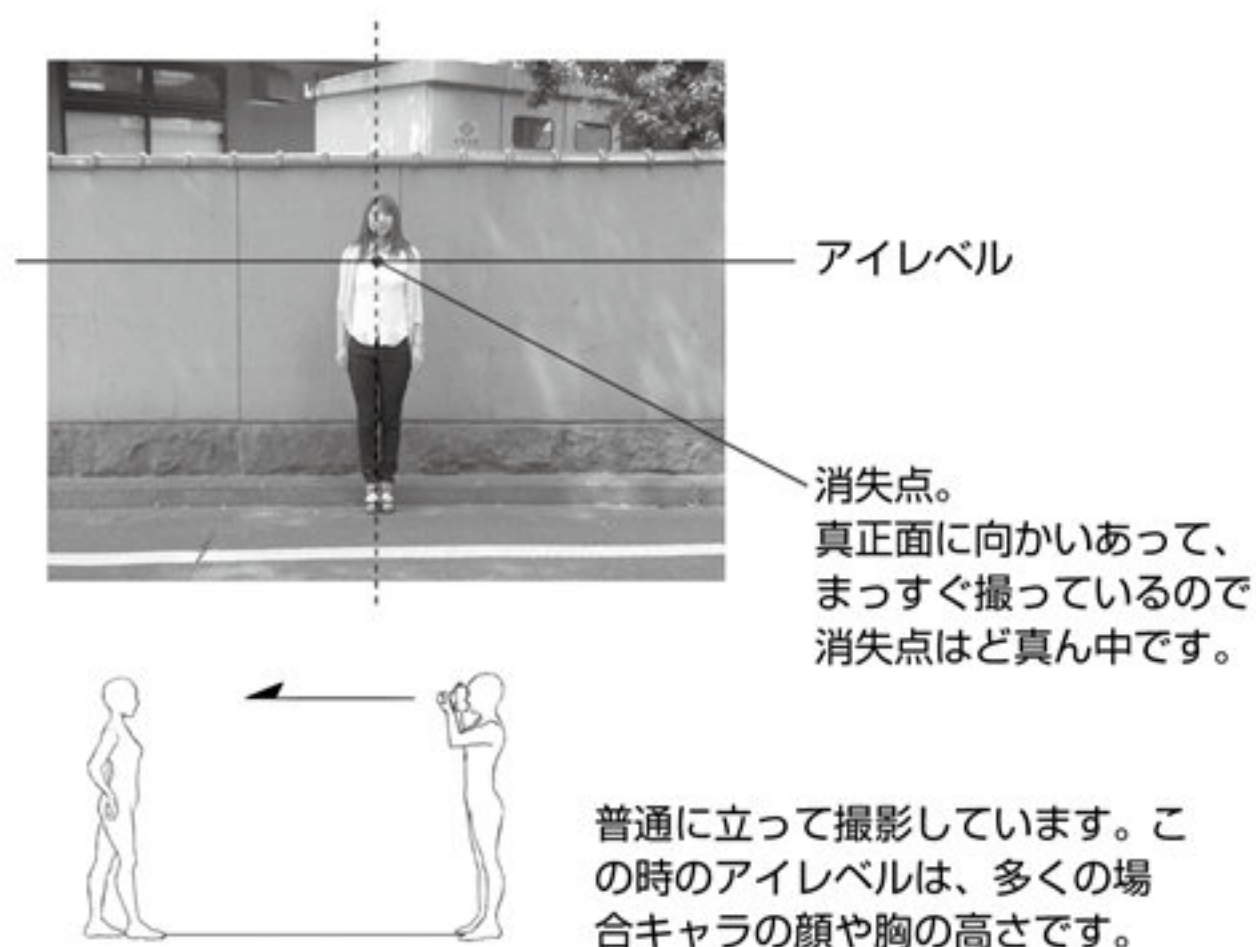 アイレベル
消失点。
真正面に向かいあって、
まっすぐ撮っているので
消失点はど真ん中です。
普通に立って撮影しています。こ
の時のアイレベルは、多くの場
合キャラの顔や胸の高さです。